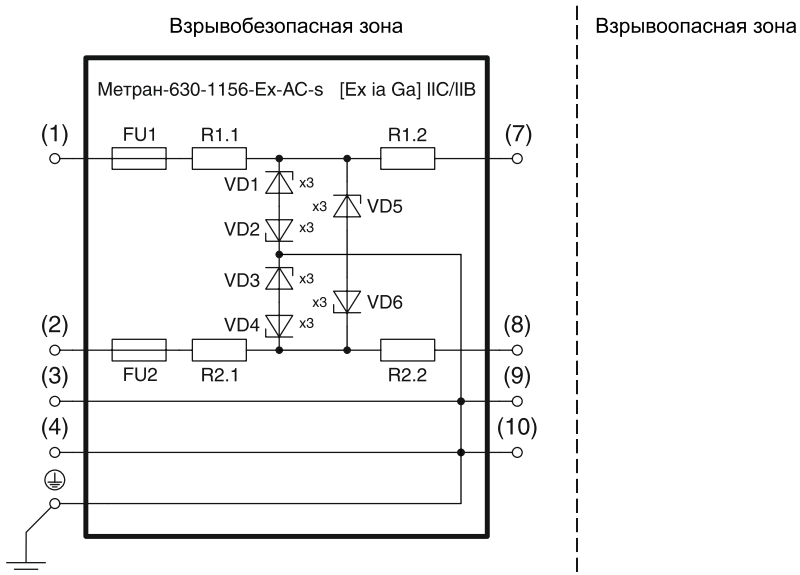 Взрывобезопасная зона
Взрывоопасная зона
Метран-630-1156-Ex-AC-s [Ex ia Ga] IIC/IIB
(1) FU1 R1.1 R1.2 (7)
VD1 x3
x3 VD5
VD2 x3
VD3 x3
x3 VD6
VD4 x3
(2) (8)
FU2 R2.1 R2.2
(3) (9)
(4) (10)